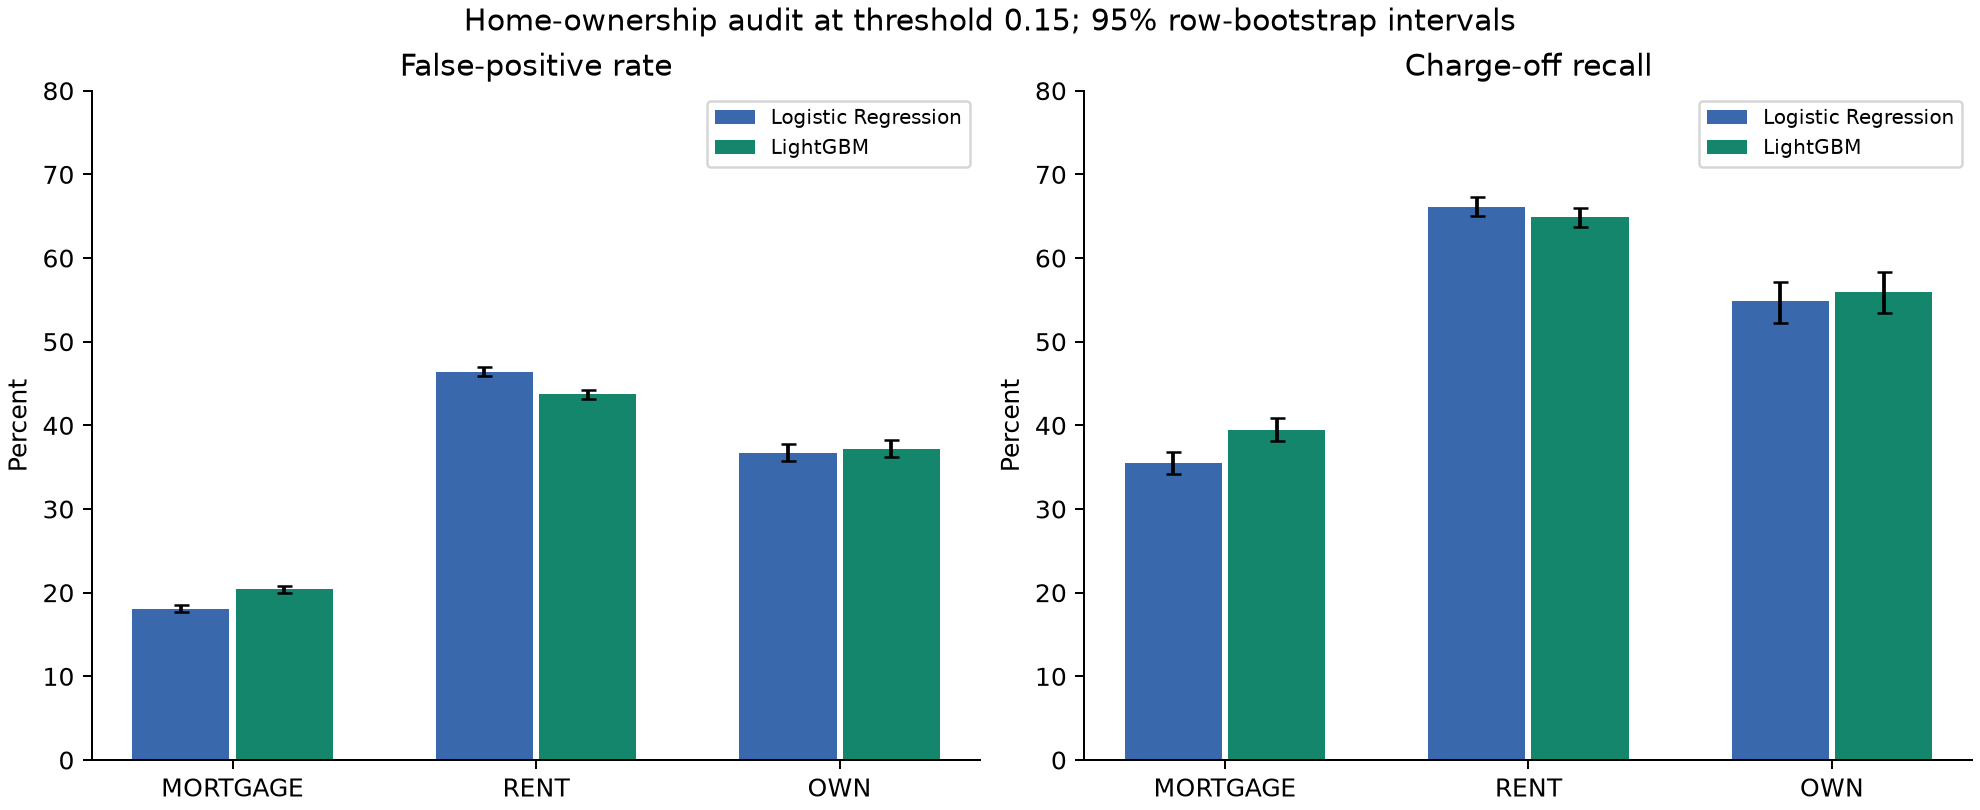 Home-ownership audit at threshold 0.15; 95% row-bootstrap intervals
False-positive rate
Percent
80
70
60
50
40
30
20
10
0
Logistic Regression
LightGBM
MORTGAGE
RENT
OWN
Charge-off recall
Percent
80
70
60
50
40
30
20
10
0
Logistic Regression
LightGBM
MORTGAGE
RENT
OWN